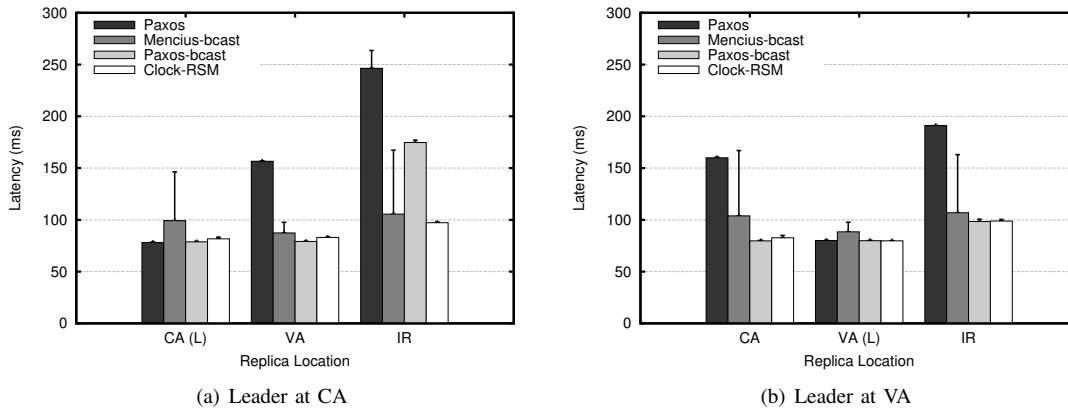 Paxos
Mencius-bcast
Paxos-bcast
Clock-RSM
300
250
200
150
100
50
0
Latency (ms)
CA (L) VA IR
Replica Location
(a) Leader at CA
Paxos
Mencius-bcast
Paxos-bcast
Clock-RSM
300
250
200
150
100
50
0
Latency (ms)
CA VA (L) IR
Replica Location
(b) Leader at VA